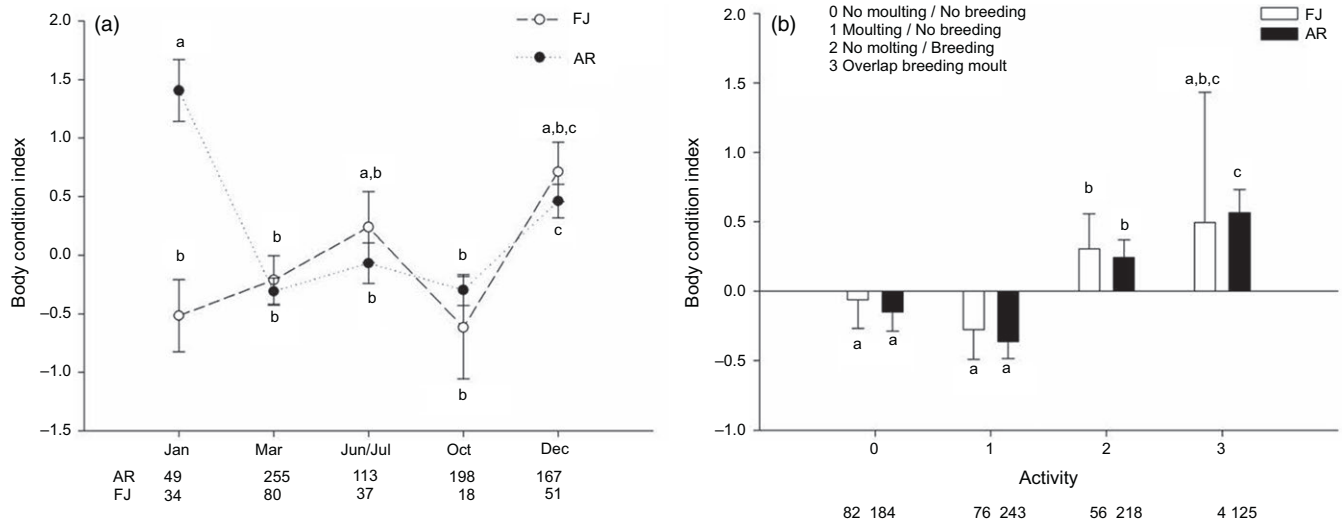 (a)
FJ
AR
Body condition index
2.0
1.5
1.0
0.5
0.0
–0.5
–1.0
–1.5
a
b
b
b
a,b
b
b
b
a,b,c
c
Jan Mar Jun/Jul Oct Dec
AR 49 255 113 198 167
FJ 34 80 37 18 51
(b)
0 No moulting / No breeding
1 Moulting / No breeding
2 No molting / Breeding
3 Overlap breeding moult
FJ
AR
Body condition index
2.0
1.5
1.0
0.5
0.0
–0.5
–1.0
a a
a a
b b
a,b,c c
0 1 2 3
Activity
82 184 76 243 56 218 4 125